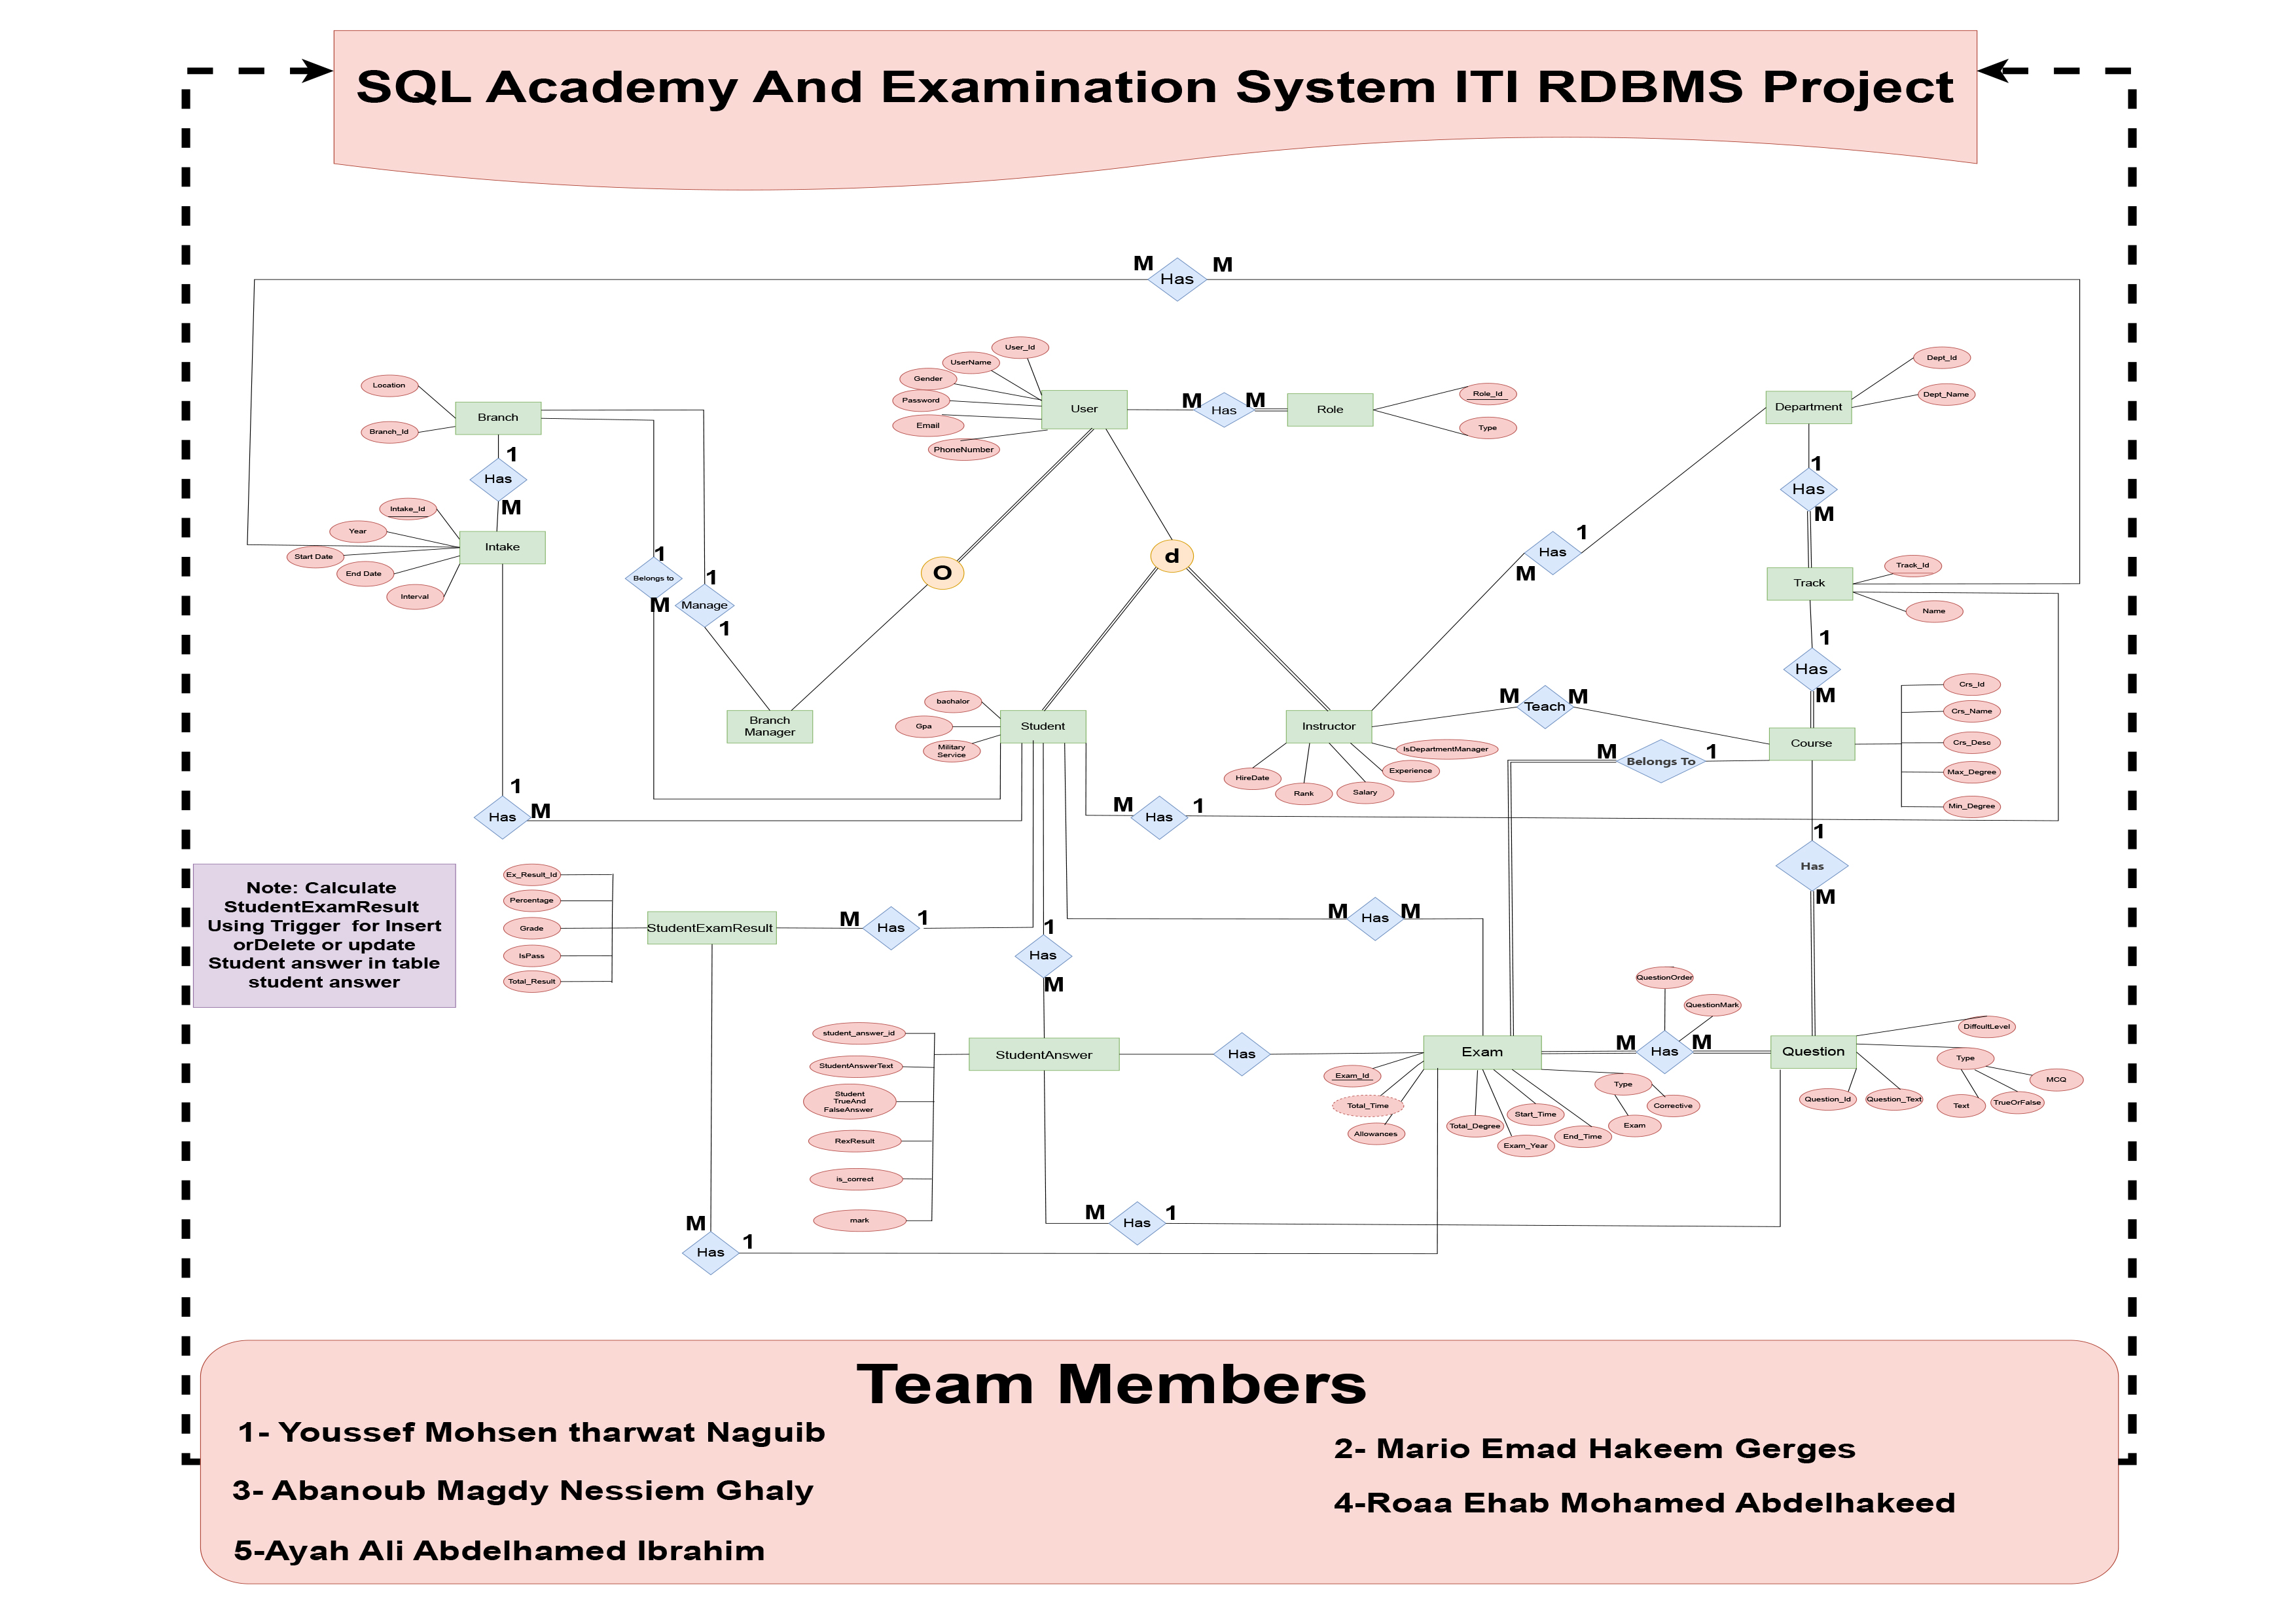 SQL Academy And Examination System ITI RDBMS Project
M
Has
M
User_Id
UserName
Gender
Password
Email
PhoneNumber
User
M
Has
M
Role
Role_Id
Type
Location
Branch_Id
Branch
1
Has
M
Intake_Id
Year
Start Date
End Date
Interval
Intake
1
Belongs to
M
1
Manage
1
O
d
Dept_Id
Dept_Name
Department
1
Has
M
1
Has
M
Track
Track_Id
Name
1
Has
M
Branch
Manager
bachalor
Gpa
Military
Service
Student
Instructor
HireDate
Rank
Salary
Experience
IsDepartmentManager
M
Teach
M
M
Belongs To
1
Course
Crs_Id
Crs_Name
Crs_Desc
Max_Degree
Min_Degree
1
Has
M
M
Has
1
1
Has
M
Note: Calculate
StudentExamResult
Using Trigger for Insert
orDelete or update
Student answer in table
student answer
Ex_Result_Id
Percentage
Grade
IsPass
Total_Result
StudentExamResult
M
Has
1
1
Has
M
M
Has
M
student_answer_id
StudentAnswerText
Student
TrueAnd
FalseAnswer
RexResult
is_correct
mark
StudentAnswer
Has
Exam
Exam_Id
Total_Time
Allowances
Total_Degree
Exam_Year
Start_Time
End_Time
Type
Exam
Corrective
QuestionOrder
QuestionMark
M
Has
M
Question
DiffcultLevel
Type
MCQ
TrueOrFalse
Text
Question_Id
Question_Text
M
Has
1
M
Has
1
Team Members
1- Youssef Mohsen tharwat Naguib
2- Mario Emad Hakeem Gerges
3- Abanoub Magdy Nessiem Ghaly
4-Roaa Ehab Mohamed Abdelhakeed
5-Ayah Ali Abdelhamed Ibrahim